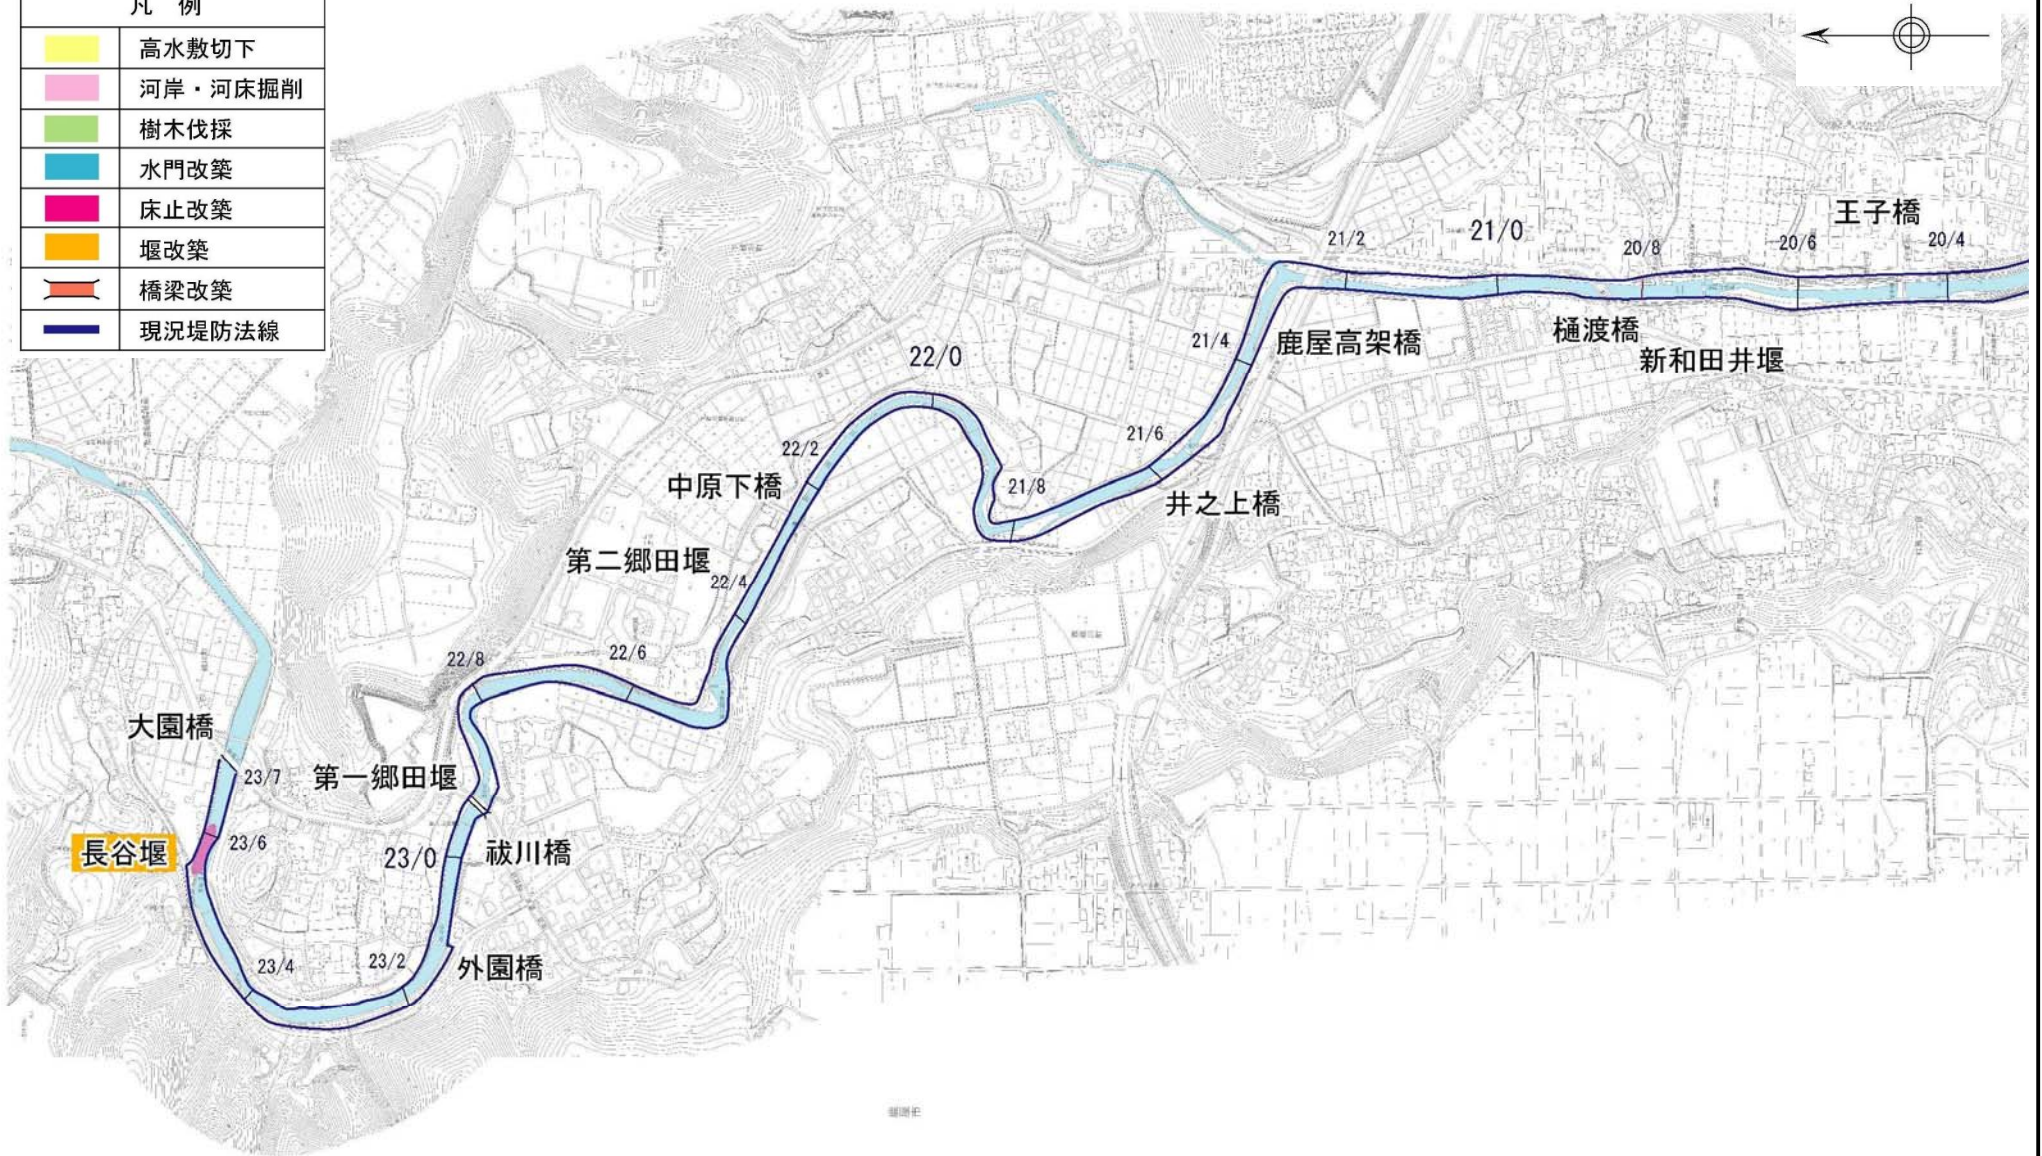 凡 例
高水敷切下
河岸・河床掘削
樹木伐採
水門改築
床止改築
堰改築
橋梁改築
現況堤防法線
王子橋
21/2
21/0
20/8
20/6
20/4
21/4
鹿屋高架橋
樋渡橋
新和田井堰
22/0
21/6
22/2
中原下橋
21/8
井之上橋
第二郷田堰
22/4
22/8
22/6
大園橋
23/7
第一郷田堰
長谷堰
23/6
23/0
祓川橋
23/4
23/2
外園橋